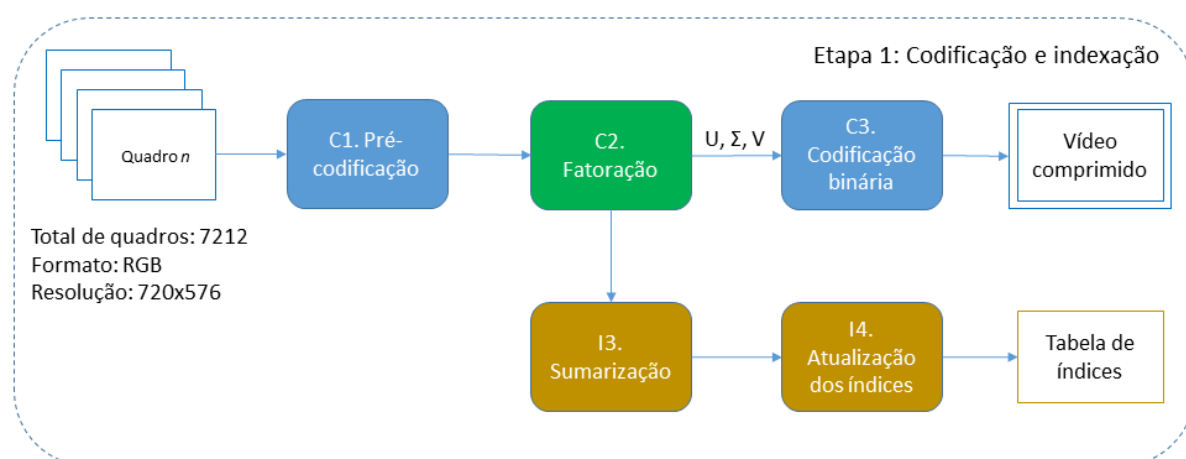 Etapa 1: Codificação e indexação
Quadro n
C1. Pré-
codificação
C2.
Fatoração
U, Σ, V
C3.
Codificação
binária
Vídeo
comprimido
Total de quadros: 7212
Formato: RGB
Resolução: 720x576
I3.
Sumarização
I4.
Atualização
dos índices
Tabela de
índices